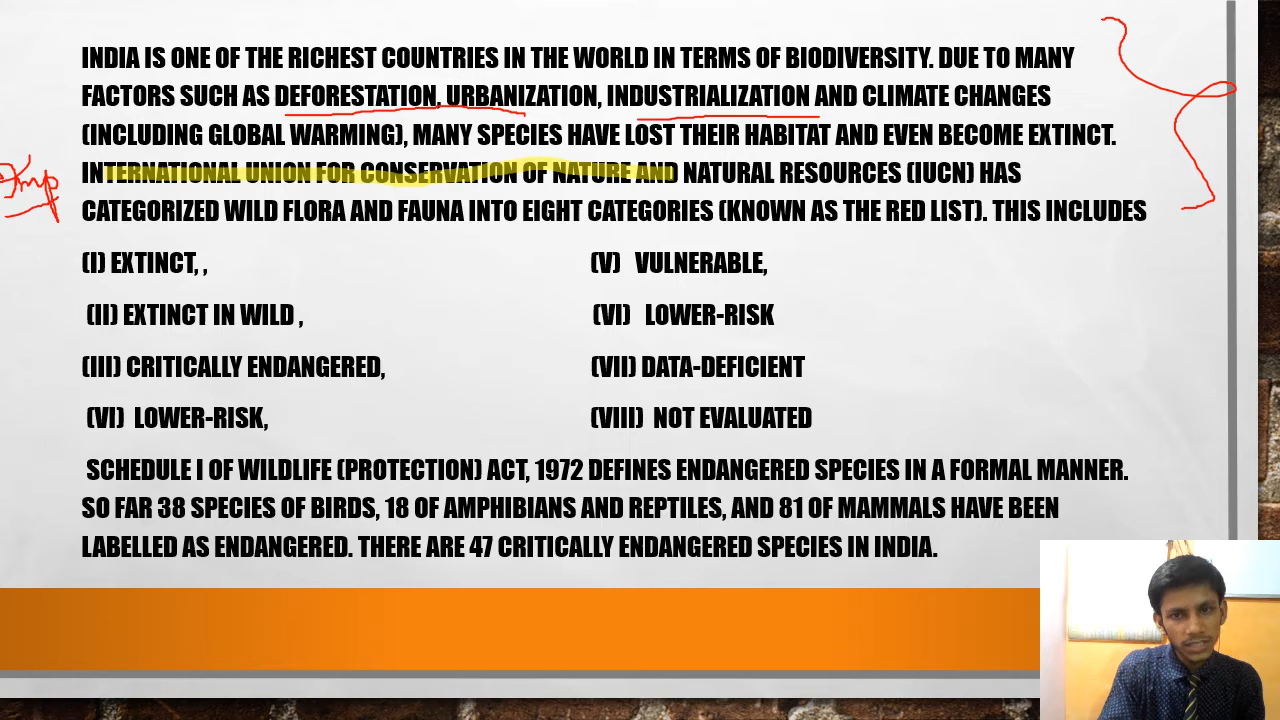 INDIA IS ONE OF THE RICHEST COUNTRIES IN THE WORLD IN TERMS OF BIODIVERSITY. DUE TO MANY
FACTORS SUCH AS DEFORESTATION, URBANIZATION, INDUSTRIALIZATION AND CLIMATE CHANGES
(INCLUDING GLOBAL WARMING), MANY SPECIES HAVE LOST THEIR HABITAT AND EVEN BECOME EXTINCT.
INTERNATIONAL UNION FOR CONSERVATION OF NATURE AND NATURAL RESOURCES (IUCN) HAS
Imp
CATEGORIZED WILD FLORA AND FAUNA INTO EIGHT CATEGORIES (KNOWN AS THE RED LIST). THIS INCLUDES
(I) EXTINCT, , (V) VULNERABLE,
(II) EXTINCT IN WILD , (VI) LOWER-RISK
(III) CRITICALLY ENDANGERED, (VII) DATA-DEFICIENT
(VI) LOWER-RISK, (VIII) NOT EVALUATED
SCHEDULE I OF WILDLIFE (PROTECTION) ACT, 1972 DEFINES ENDANGERED SPECIES IN A FORMAL MANNER.
SO FAR 38 SPECIES OF BIRDS, 18 OF AMPHIBIANS AND REPTILES, AND 81 OF MAMMALS HAVE BEEN
LABELLED AS ENDANGERED. THERE ARE 47 CRITICALLY ENDANGERED SPECIES IN INDIA.